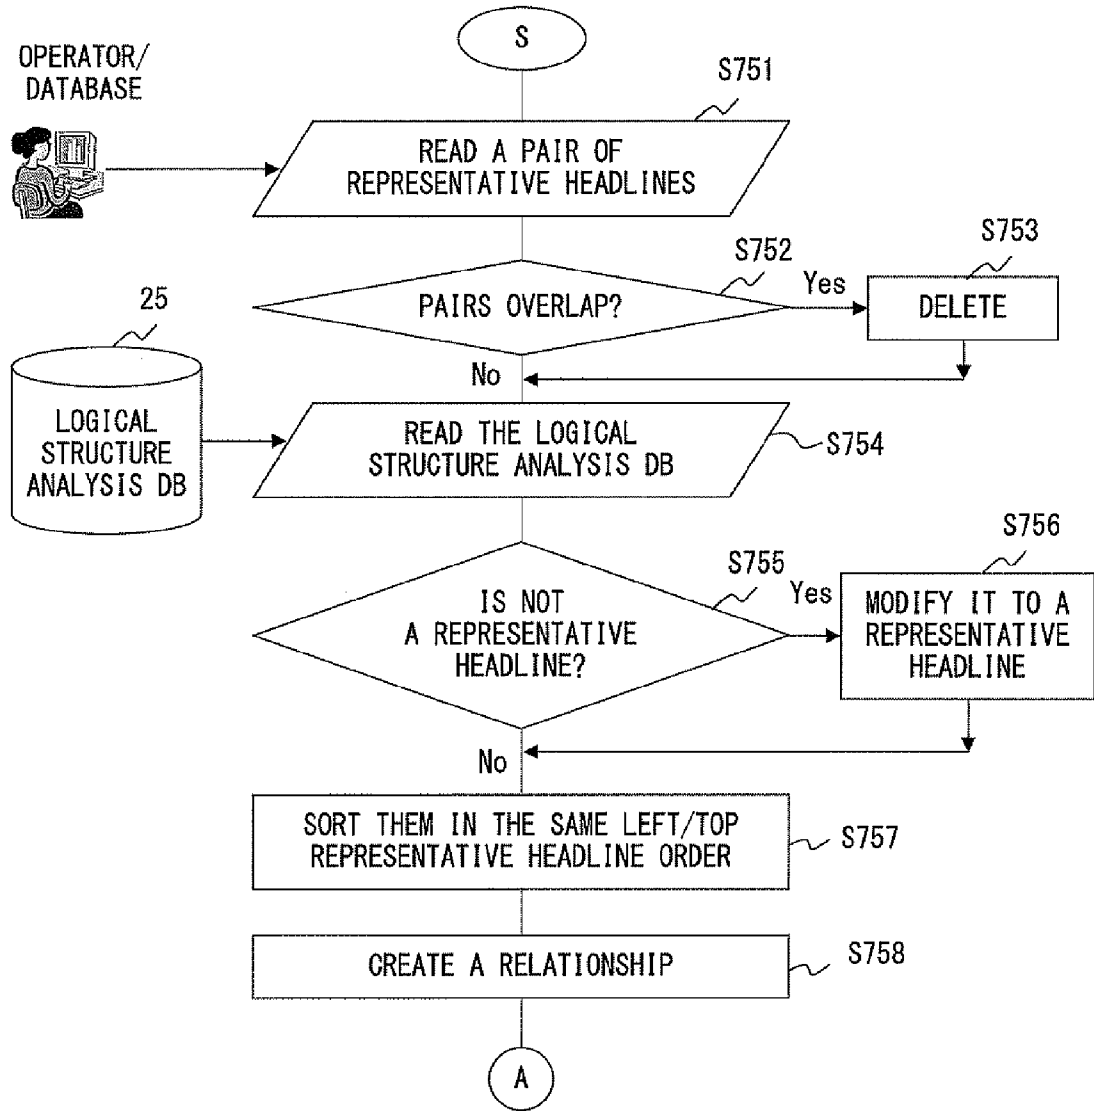 S
OPERATOR/
DATABASE
S751
READ A PAIR OF
REPRESENTATIVE HEADLINES
S752
S753
PAIRS OVERLAP?
Yes
DELETE
No
25
LOGICAL
STRUCTURE
ANALYSIS DB
READ THE LOGICAL
STRUCTURE ANALYSIS DB
S754
S755
S756
IS NOT
A REPRESENTATIVE
HEADLINE?
Yes
MODIFY IT TO A
REPRESENTATIVE
HEADLINE
No
SORT THEM IN THE SAME LEFT/TOP
REPRESENTATIVE HEADLINE ORDER
S757
CREATE A RELATIONSHIP
S758
A